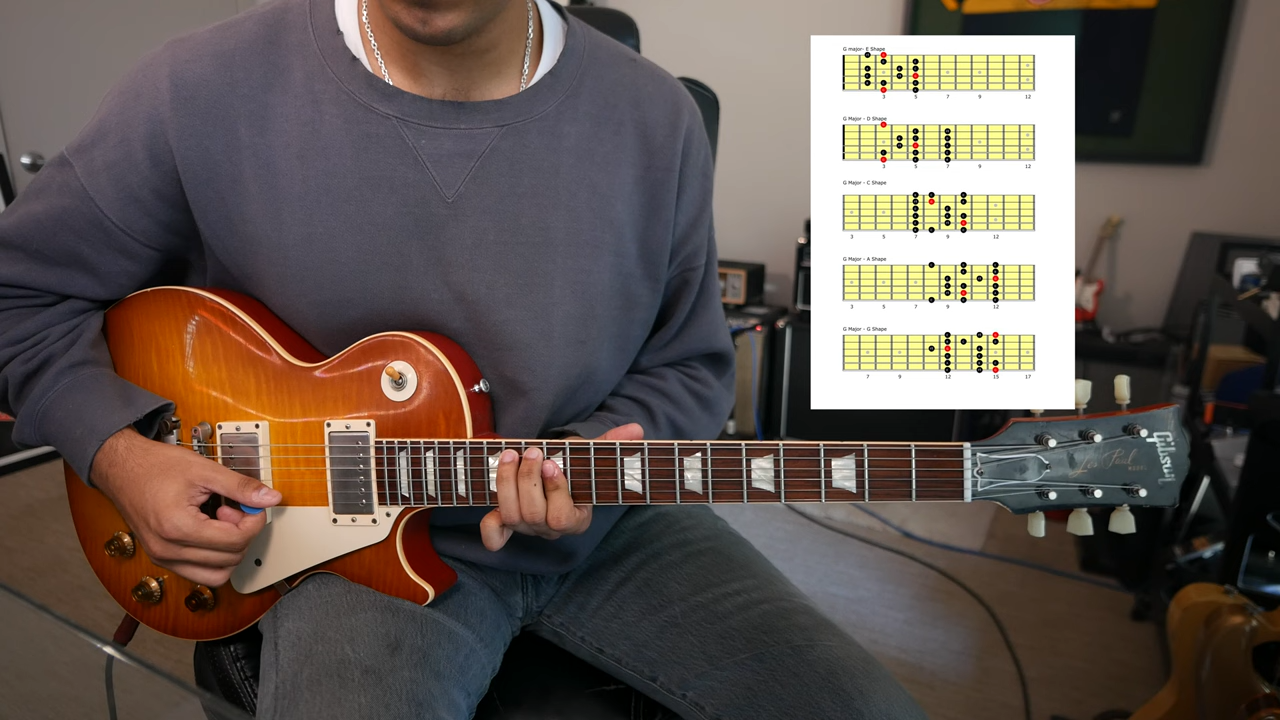 G major- E Shape
3 5 7 9 12
G Major - D Shape
3 5 7 9 12
G Major - C Shape
3 5 7 9 12
G Major - A Shape
3 5 7 9 12
G Major - G Shape
7 9 12 15 17
Gibson
Les Paul
MODEL